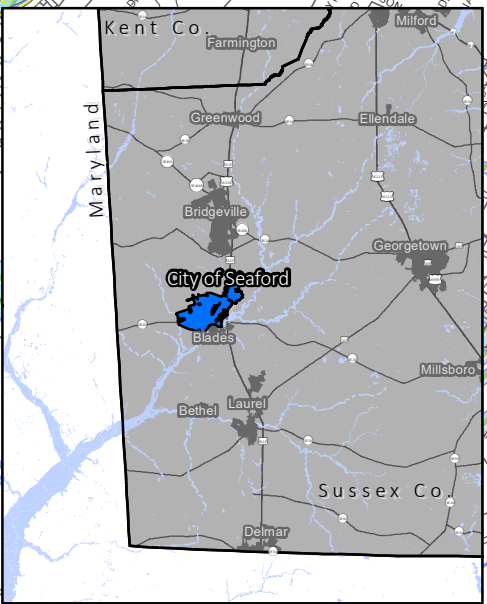 Kent Co.
Milford
Farmington
Maryland
Greenwood
Ellendale
Bridgeville
Georgetown
City of Seaford
Blades
Millsboro
Laurel
Bethel
Sussex Co.
Delmar